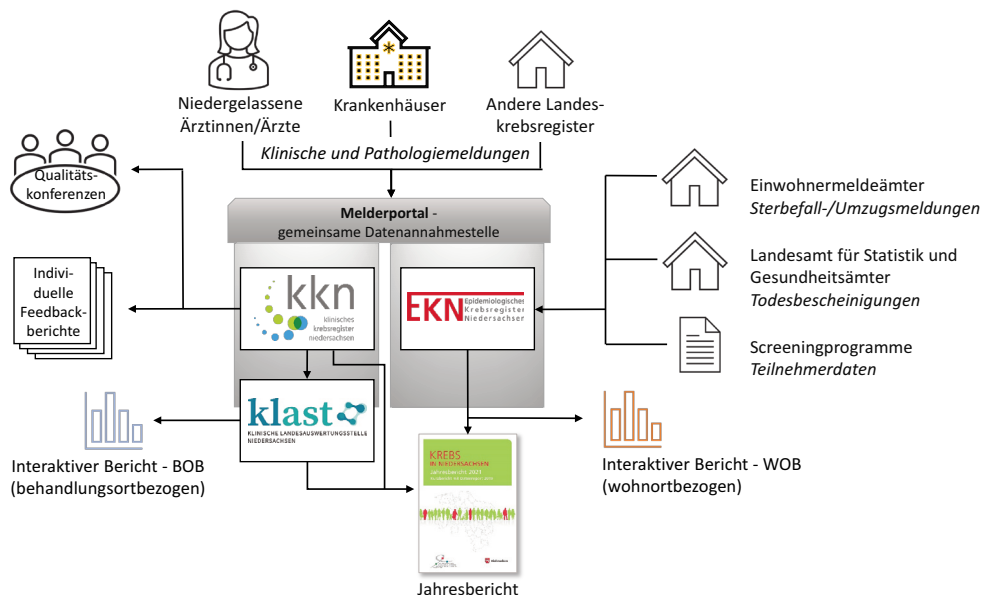 Niedergelassene
Ärztinnen/Ärzte
Krankenhäuser
Andere Landes-
krebsregister
Klinische und Pathologiemeldungen
Qualitäts-
konferenzen
Melderportal -
gemeinsame Datenannahmestelle
Einwohnermeldeämter
Sterbefall-/Umzugsmeldungen
Indivi-
duelle
Feedback-
berichte
kkn
klinisches
krebsregister
niedersachsen
EKN
Epidemiologisches
Krebsregister
Niedersachsen
Landesamt für Statistik und
Gesundheitsämter
Todesbescheinigungen
Screeningprogramme
Teilnehmerdaten
klast
KLINISCHE LANDESAUSWERTUNGSSTELLE
NIEDERSACHSEN
Interaktiver Bericht - BOB
(behandlungsortbezogen)
Interaktiver Bericht - WOB
(wohnortbezogen)
KREBS
IN NIEDERSACHSEN
Jahresbericht 2021
Jahresbericht